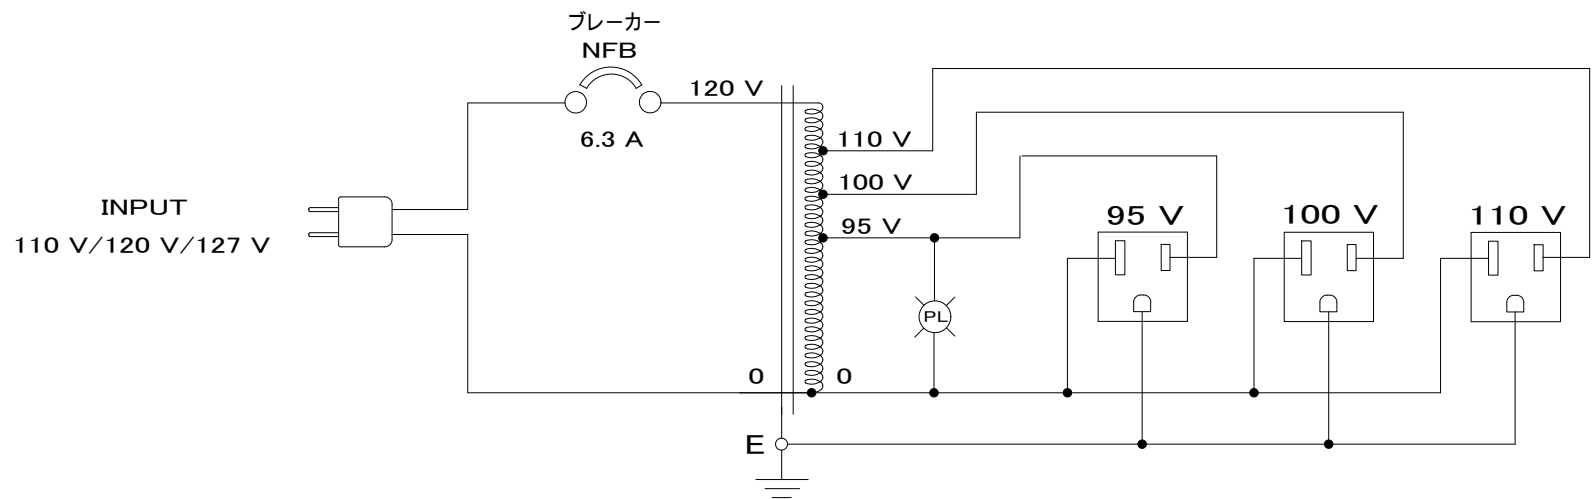 ブレーカー
NFB
6.3 A
120 V
INPUT
110 V/120 V/127 V
110 V
100 V
95 V
PL
0
0
E
95 V
100 V
110 V